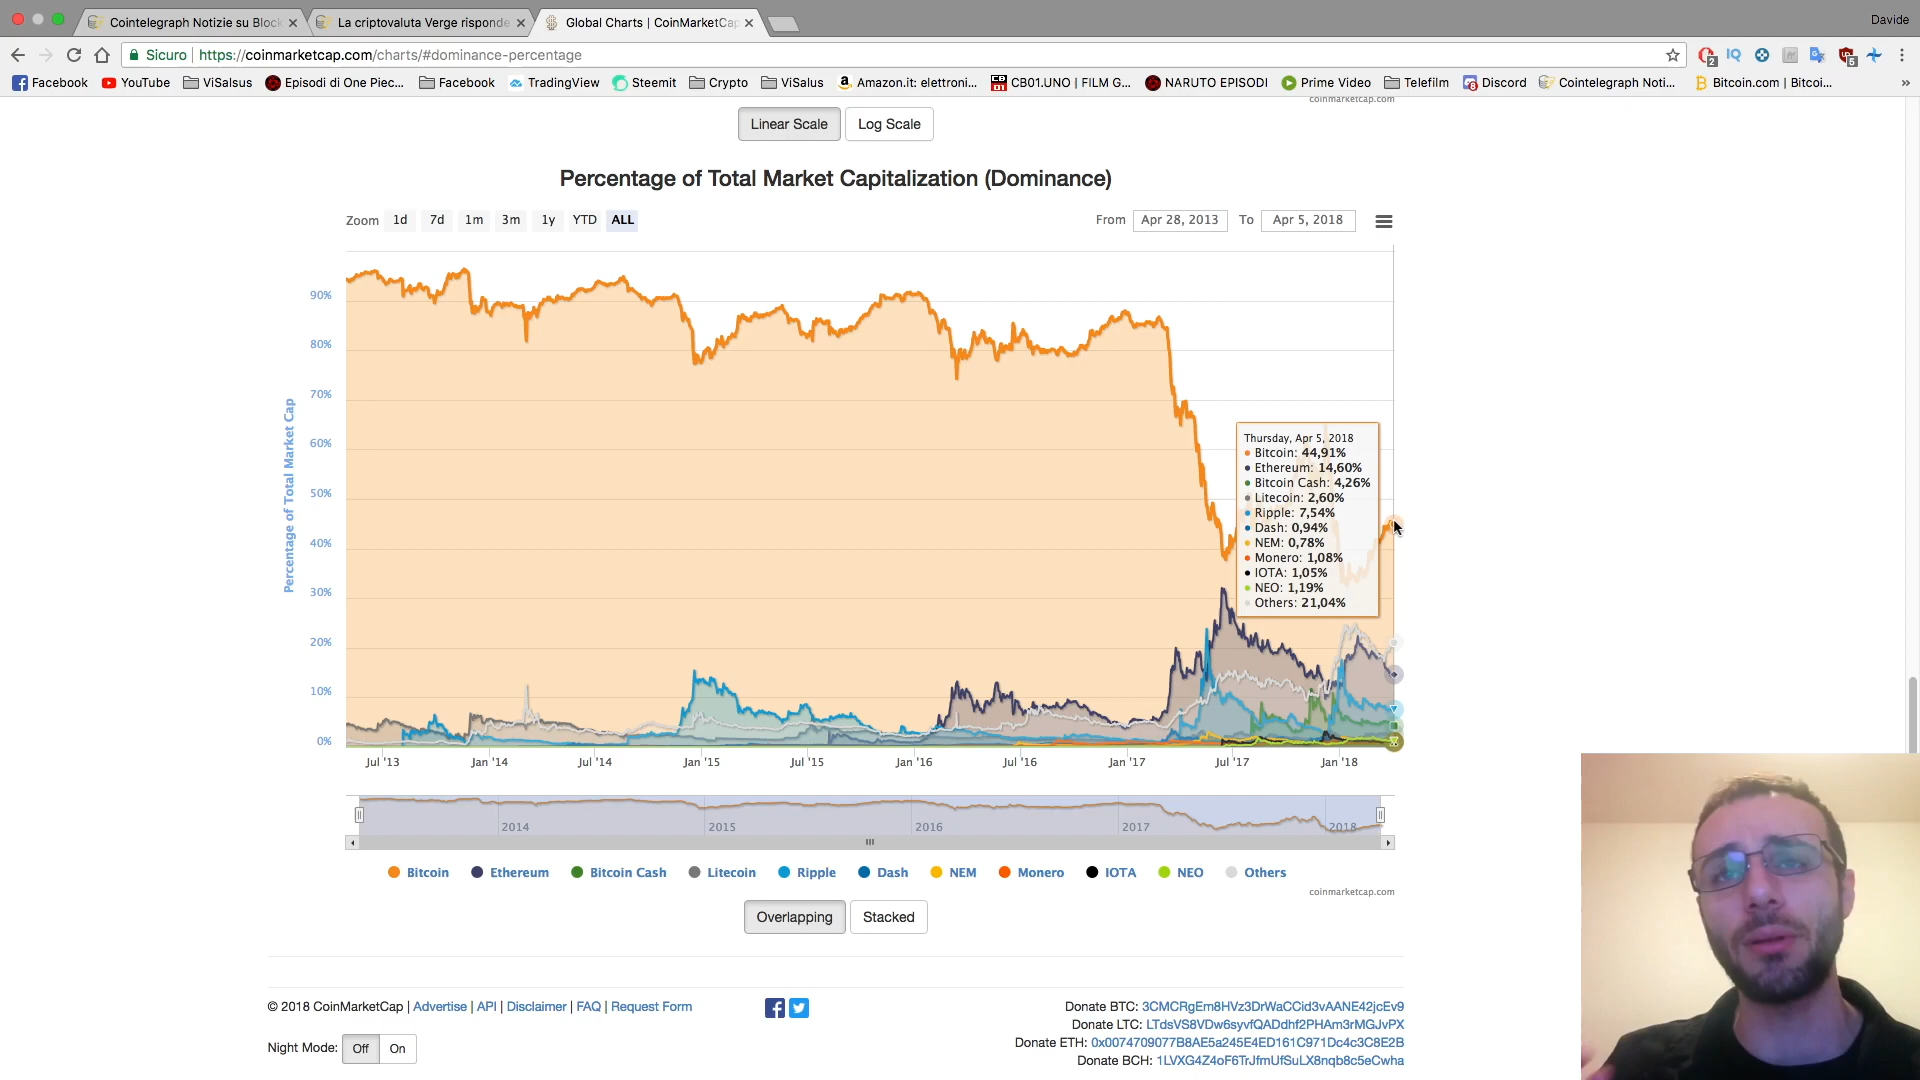 Cointelegraph Notizie su Block
La criptovaluta Verge risponde
Global Charts | CoinMarketCap
Davide
Sicuro
https://coinmarketcap.com/charts/#dominance-percentage
Facebook
YouTube
ViSalsus
Episodi di One Piec...
Facebook
TradingView
Steemit
Crypto
ViSalus
Amazon.it: elettroni...
CB01.UNO | FILM G...
NARUTO EPISODI
Prime Video
Telefilm
Discord
Cointelegraph Noti...
Bitcoin.com | Bitcoi...
»
coinmarketcap.com
Linear Scale
Log Scale
Percentage of Total Market Capitalization (Dominance)
Zoom 1d 7d 1m 3m 1y YTD ALL
From Apr 28, 2013 To Apr 5, 2018
Percentage of Total Market Cap
90%
80%
70%
60%
50%
40%
30%
20%
10%
0%
Thursday, Apr 5, 2018
Bitcoin: 44,91%
Ethereum: 14,60%
Bitcoin Cash: 4,26%
Litecoin: 2,60%
Ripple: 7,54%
Dash: 0,94%
NEM: 0,78%
Monero: 1,08%
IOTA: 1,05%
NEO: 1,19%
Others: 21,04%
Jul '13 Jan '14 Jul '14 Jan '15 Jul '15 Jan '16 Jul '16 Jan '17 Jul '17 Jan '18
2014 2015 2016 2017 2018
Bitcoin Ethereum Bitcoin Cash Litecoin Ripple Dash NEM Monero IOTA NEO Others
coinmarketcap.com
Overlapping
Stacked
© 2018 CoinMarketCap | Advertise | API | Disclaimer | FAQ | Request Form
Donate BTC: 3CMCRgEm8HVz3DrWaCCid3vAANE42jcEv9
Donate LTC: LTdsVS8VDw6syvfQADdhf2PHAm3rMGJvPX
Donate ETH: 0x0074709077B8AE5a245E4ED161C971Dc4c3C8E2B
Donate BCH: 1LVXG4Z4oF6TrJfmUfSuLX8nqb8c5eCwha
Night Mode: Off On